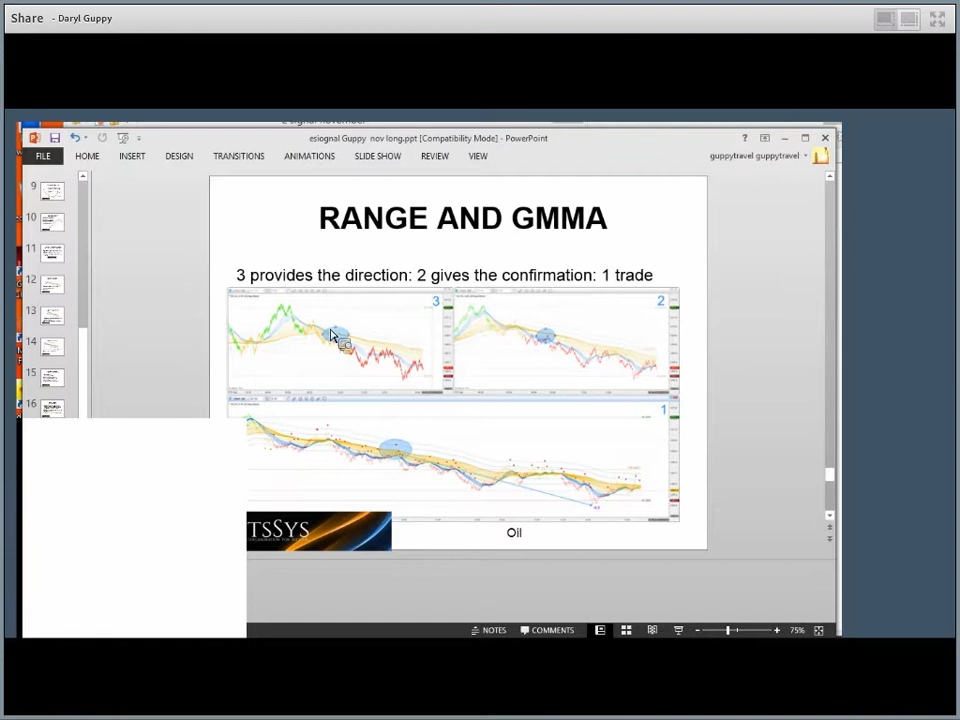 Share - Daryl Guppy
esiognal Guppy nov long.ppt [Compatibility Mode] - PowerPoint
FILE HOME INSERT DESIGN TRANSITIONS ANIMATIONS SLIDE SHOW REVIEW VIEW guppytravel guppytravel
9
10
11
12
13
14
15
16
RANGE AND GMMA
3 provides the direction: 2 gives the confirmation: 1 trade
3
2
1
TSSYS
Oil
NOTES COMMENTS 75%